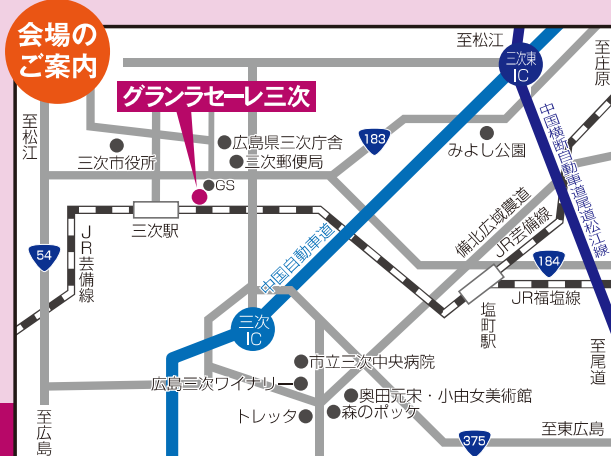 会場の
ご案内
至松江
三次東
IC
至庄原
グランラセーレ三次
至松江
広島県三次庁舎
183
中国横断自動車道尾道松江線
三次市役所
三次郵便局
みよし公園
GS
三次駅
備北広域農道
JR芸備線
JR芸備線
54
中国自動車道
184
JR福塩線
三次
IC
塩町駅
至尾道
市立三次中央病院
広島三次ワイナリー
奥田元宋・小由女美術館
トレッタ
森のポッケ
至広島
375
至東広島